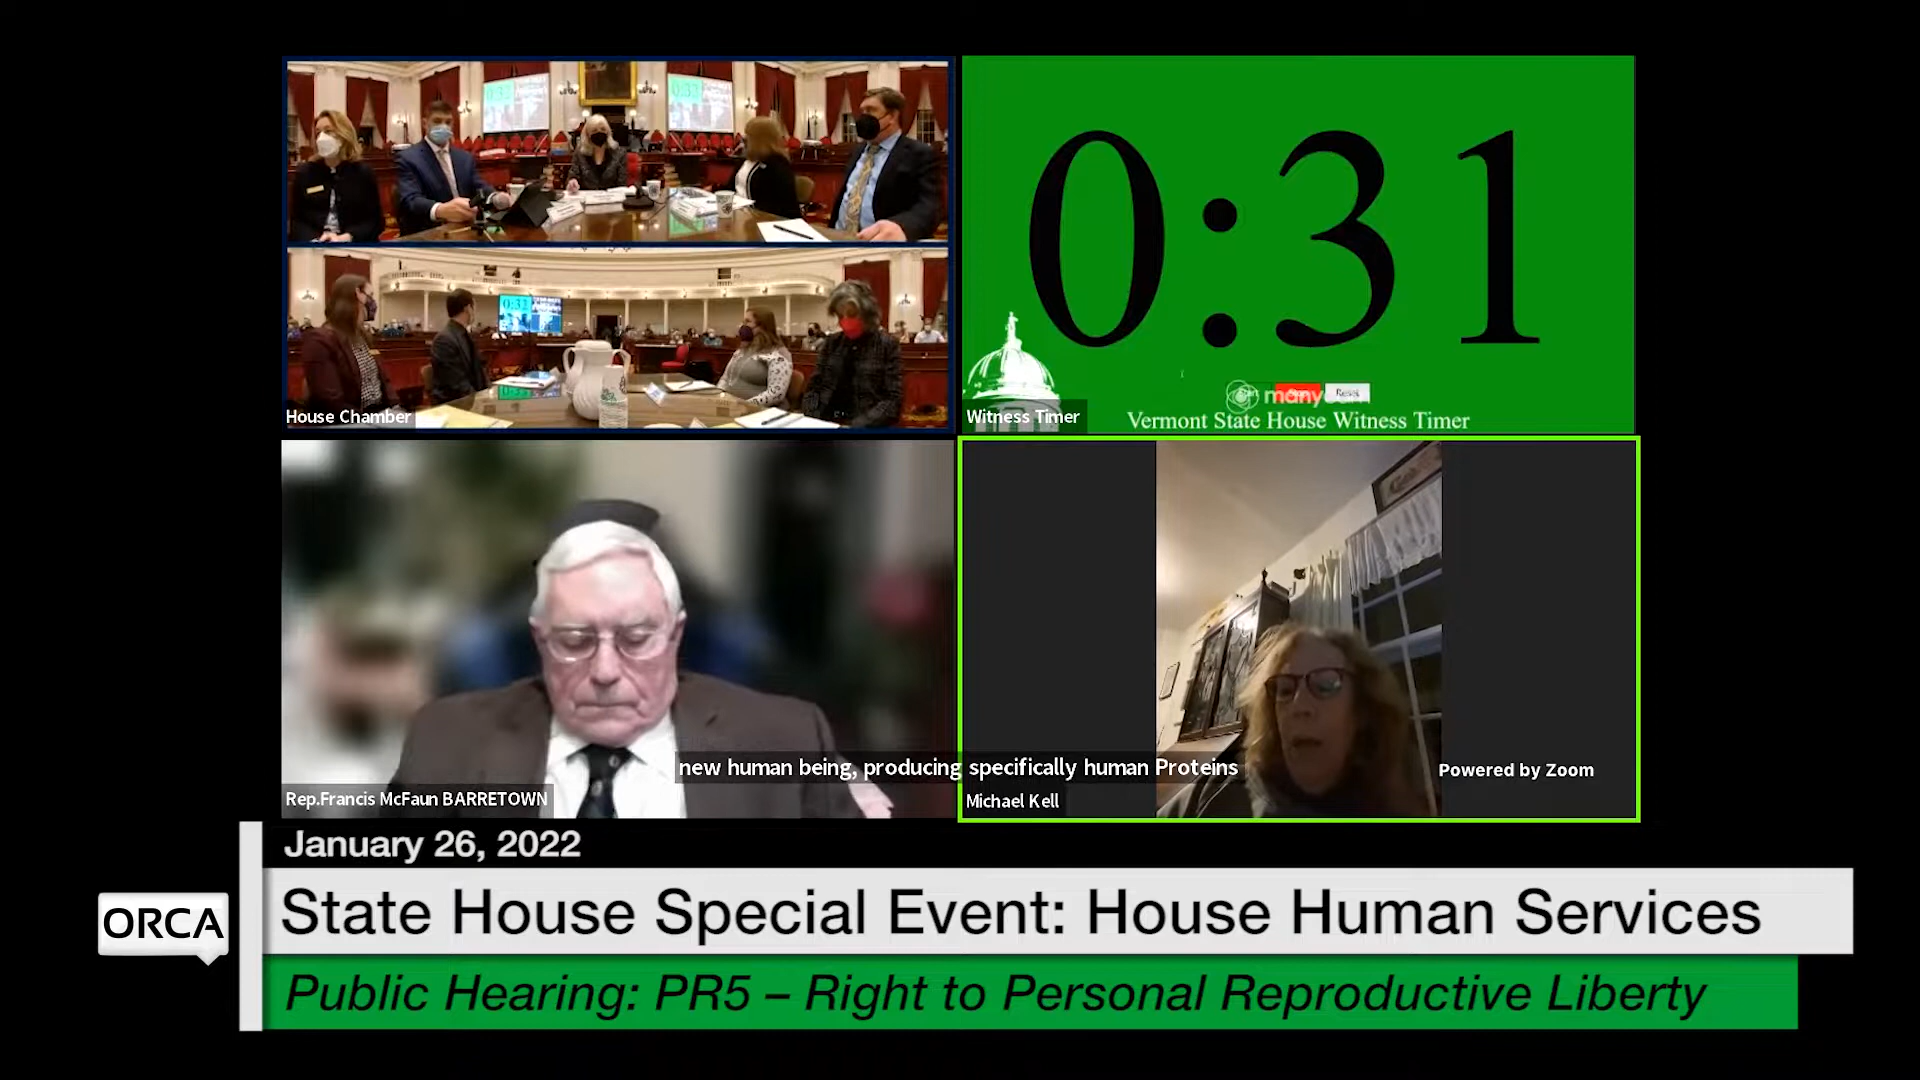 House Chamber
0:31
many
Reset
Witness Timer
Vermont State House Witness Timer
Rep.Francis McFaun BARRETOWN
new human being, producing specifically human Proteins
Powered by Zoom
Michael Kell
January 26, 2022
ORCA
State House Special Event: House Human Services
Public Hearing: PR5 – Right to Personal Reproductive Liberty